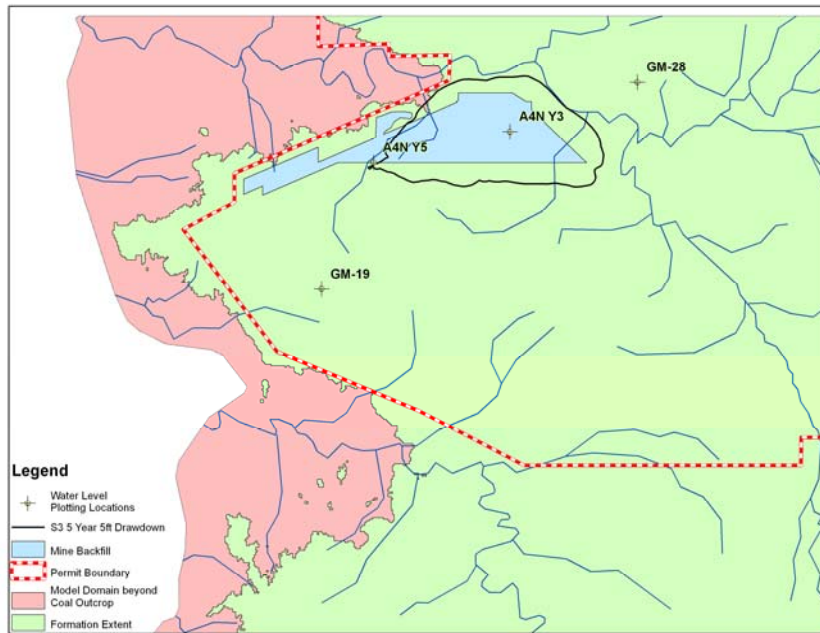 GM-28
A4N Y3
A4N Y5
GM-19
Legend
Water Level
Plotting Locations
S3 5 Year 5ft Drawdown
Mine Backfill
Permit Boundary
Model Domain beyond
Coal Outcrop
Formation Extent